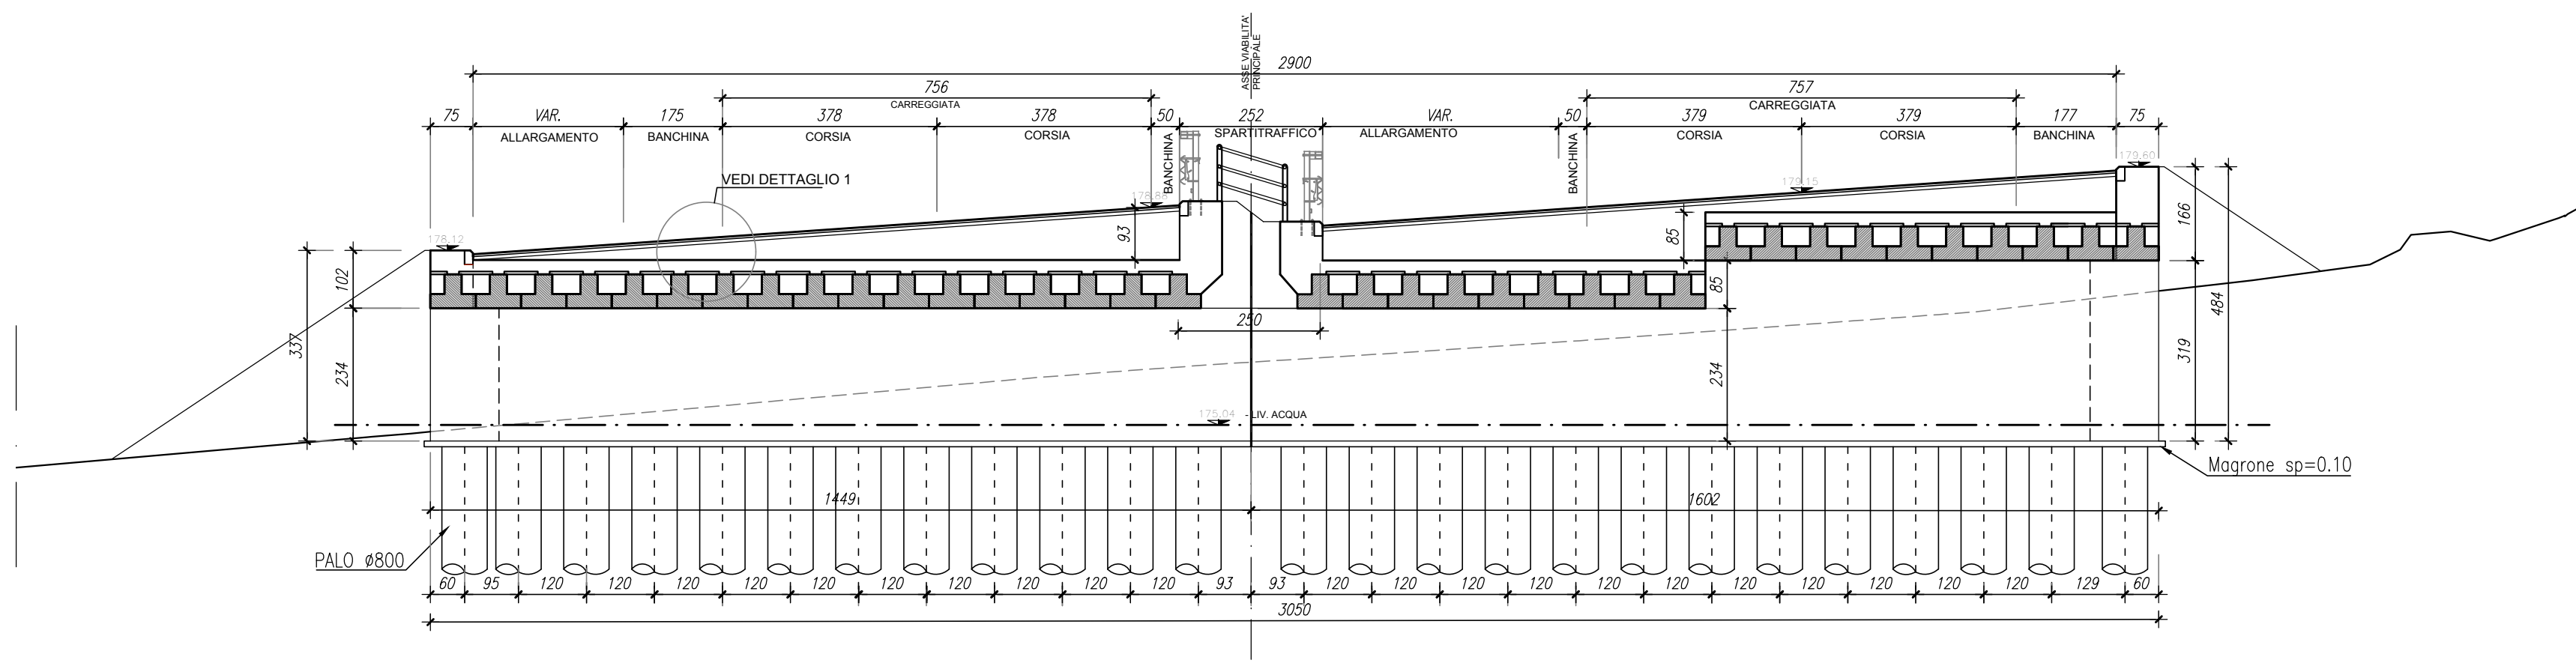 ASSE VIABILITA'
PRINCIPALE
2900
756
CARREGGIATA
757
CARREGGIATA
75
VAR.
175
378
378
50
252
VAR.
50
379
379
177
75
ALLARGAMENTO
BANCHINA
CORSIA
CORSIA
BANCHINA
SPARTITRAFFICO
ALLARGAMENTO
BANCHINA
CORSIA
CORSIA
BANCHINA
179.60
VEDI DETTAGLIO 1
178.88
179.15
178.12
93
85
166
102
85
484
337
234
250
234
319
175.04
- LIV. ACQUA
Magrone sp=0.10
1449
1602
PALO ø800
60 95 120 120 120 120 120 120 120 120 120 120 93 93 120 120 120 120 120 120 120 120 120 120 120 129 60
3050